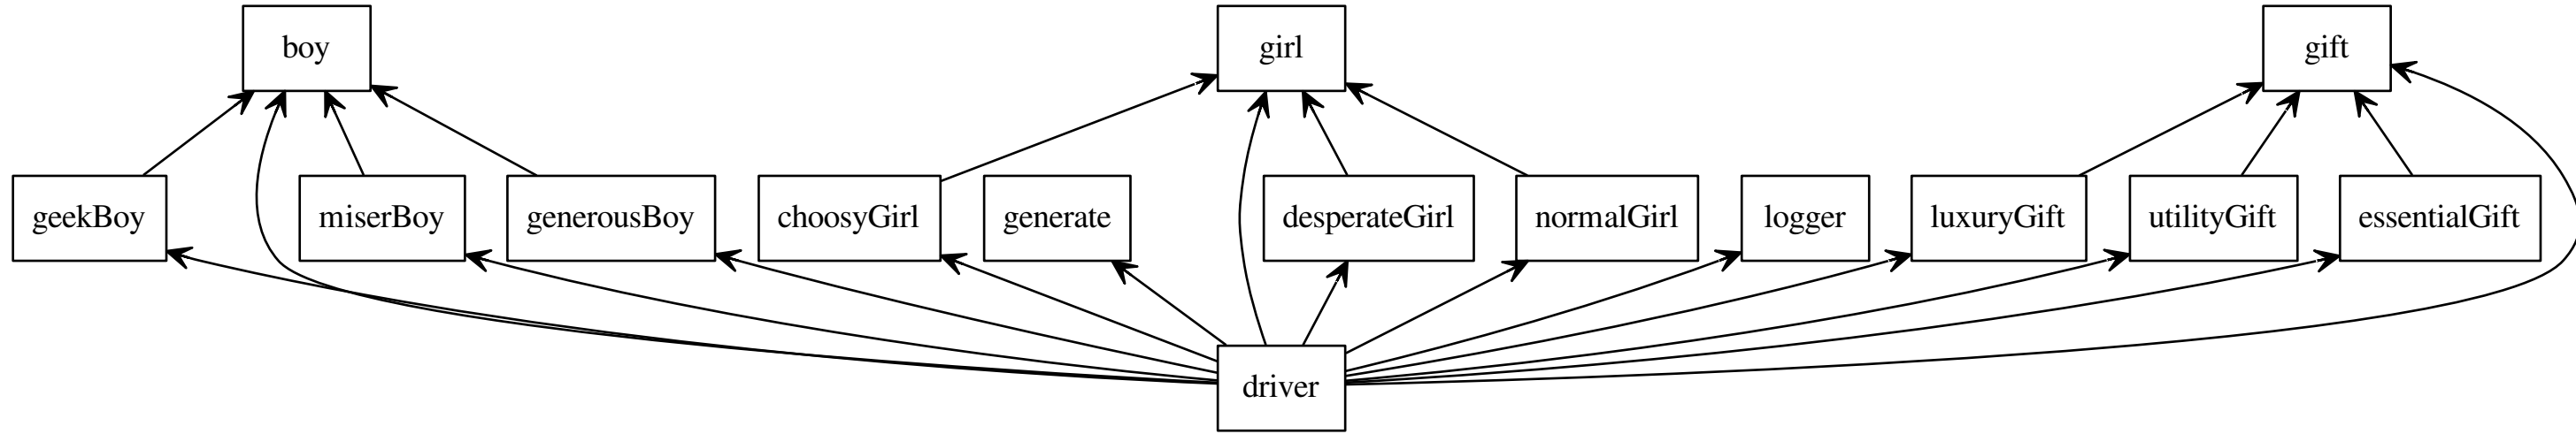 boy
girl
gift
geekBoy
miserBoy
generousBoy
choosyGirl
generate
desperateGirl
normalGirl
logger
luxuryGift
utilityGift
essentialGift
driver